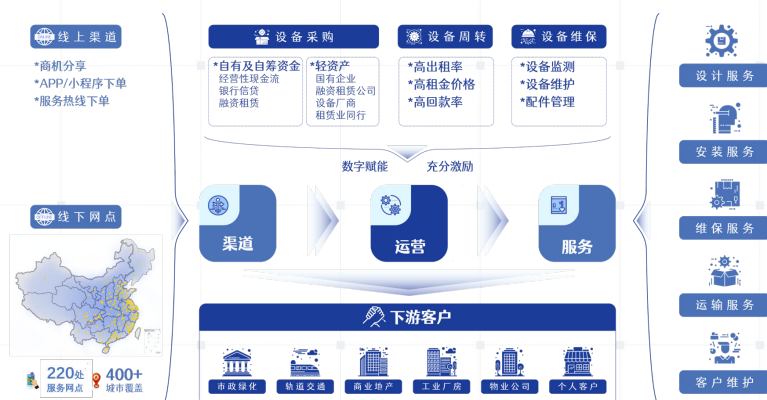 线上渠道
*商机分享
*APP/小程序下单
*服务热线下单
线下网点
220处
服务网点
400+
城市覆盖
设备采购
*自有及自筹资金
经营性现金流
银行信贷
融资租赁
*轻资产
国有企业
融资租赁公司
设备厂商
租赁业同行
设备周转
*高出租率
*高租金价格
*高回款率
设备维保
*设备监测
*设备维护
*配件管理
数字赋能 充分激励
渠道
运营
服务
下游客户
市政绿化
轨道交通
商业地产
工业厂房
物业公司
个人客户
设计服务
安装服务
维保服务
运输服务
客户维护